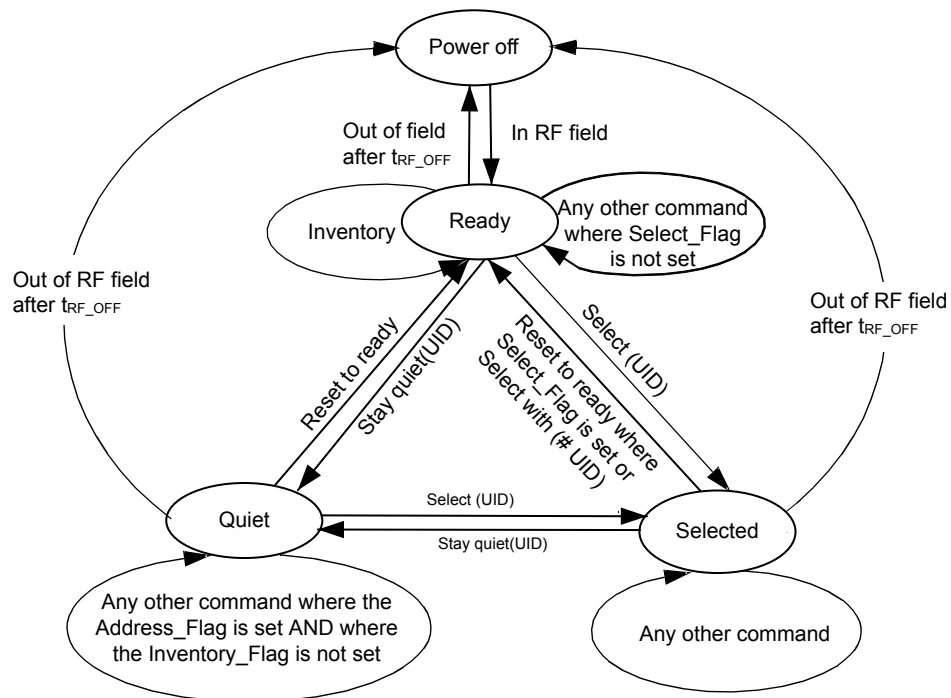 Power off
Out of field
after tRF_OFF
In RF field
Ready
Inventory
Any other command
where Select_Flag
is not set
Out of RF field
after tRF_OFF
Out of RF field
after tRF_OFF
Reset to ready
Stay quiet(UID)
Select (UID)
Reset to ready where
Select_Flag is set or
Select with (# UID)
Quiet
Select (UID)
Stay quiet(UID)
Selected
Any other command where the
Address_Flag is set AND where
the Inventory_Flag is not set
Any other command